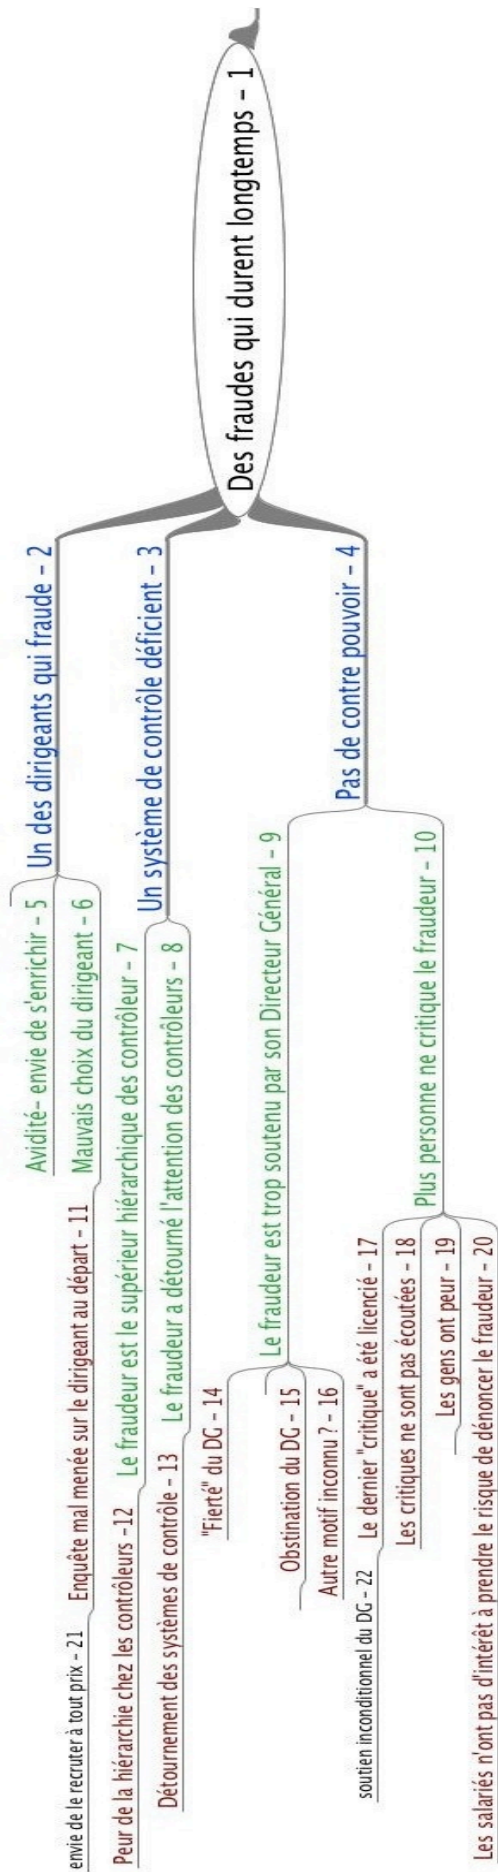 Des fraudes qui durent longtemps – 1
Un des dirigeants qui fraude – 2
Avidité- envie de s'enrichir – 5
Mauvais choix du dirigeant – 6
Enquête mal menée sur le dirigeant au départ – 11
envie de le recruter à tout prix – 21
Un système de contrôle déficient – 3
Le fraudeur est le supérieur hiérarchique des contrôleur – 7
Peur de la hiérarchie chez les contrôleurs –12
Le fraudeur a détourné l'attention des contrôleurs – 8
Détournement des systèmes de contrôle – 13
Pas de contre pouvoir – 4
Le fraudeur est trop soutenu par son Directeur Général – 9
"Fierté" du DG – 14
Obstination du DG – 15
Autre motif inconnu ? – 16
Plus personne ne critique le fraudeur – 10
Le dernier "critique" a été licencié – 17
soutien inconditionnel du DG – 22
Les critiques ne sont pas écoutées – 18
Les gens ont peur – 19
Les salariés n'ont pas d'intérêt à prendre le risque de dénoncer le fraudeur – 20